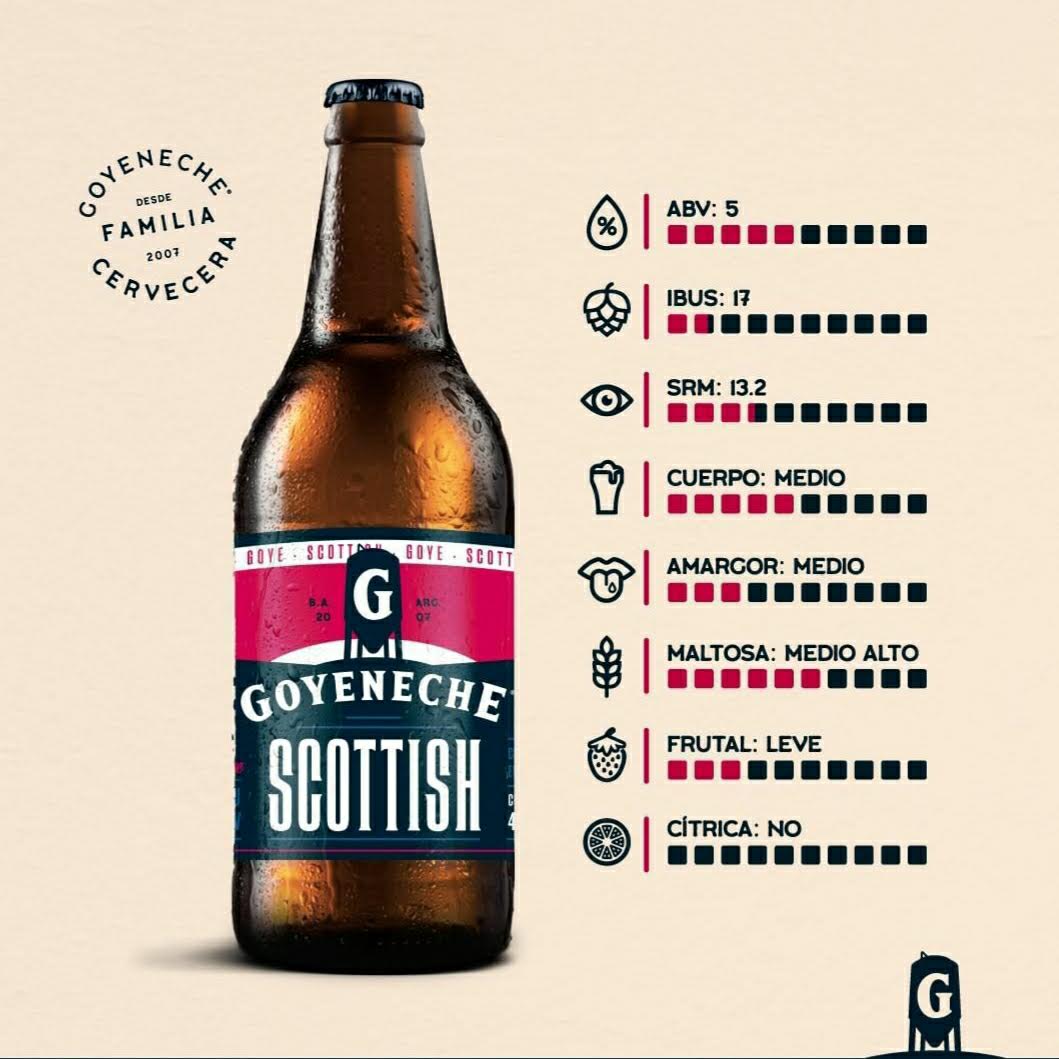 GOYENECHE
DESDE
FAMILIA
2007
CERVECERA
ABV: 5
IBUS: 17
SRM: 13.2
CUERPO: MEDIO
AMARGOR: MEDIO
MALTOSA: MEDIO ALTO
FRUTAL: LEVE
CÍTRICA: NO
GOYE · SCOTTISH · GOYE · SCOTT
G
B.A. ARG.
20 07
GOYENECHE
SCOTTISH
G